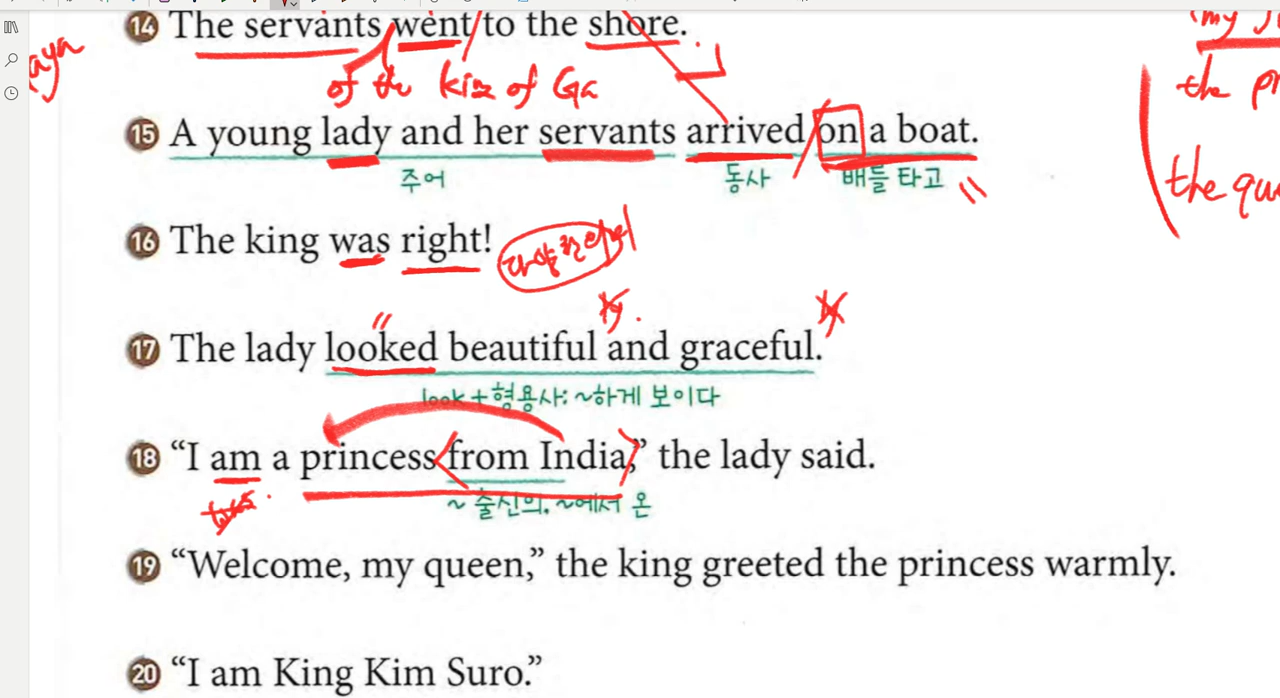 ⑭ The servants went to the shore.
of the king of Ga
⑮ A young lady and her servants arrived on a boat.
주어 동사 배를 타고
⑯ The king was right!
⑰ The lady looked beautiful and graceful.
look + 형용사: ~하게 보이다
⑱ “I am a princess from India,” the lady said.
~ 출신의, ~에서 온
⑲ “Welcome, my queen,” the king greeted the princess warmly.
⑳ “I am King Kim Suro.”
my
the pr
the que